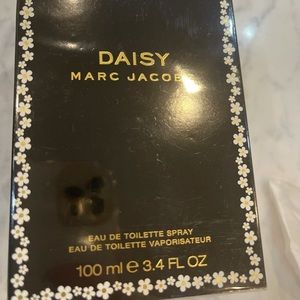 DAISY
MARC JACOBS
EAU DE TOILETTE SPRAY
EAU DE TOILETTE VAPORISATEUR
100 ml ℮ 3.4 FL OZ